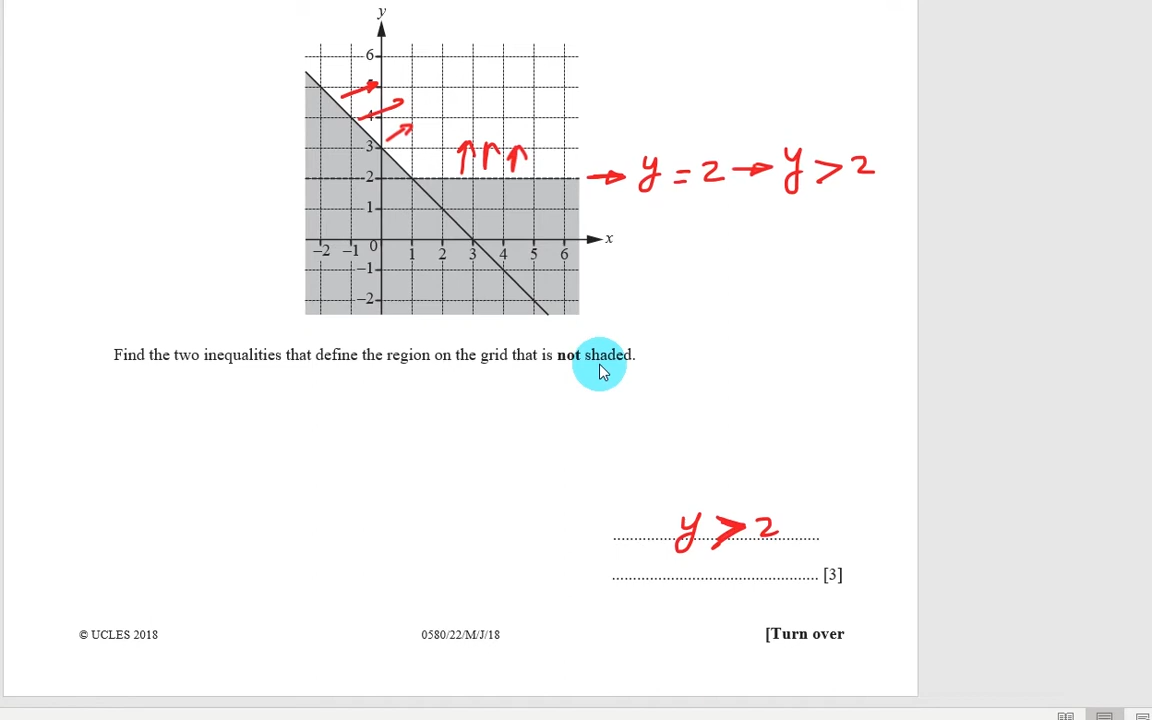 y
6
5
4
3
2
1
–2 –1 0 1 2 3 4 5 6 x
–1
–2
→ y = 2 → y > 2
Find the two inequalities that define the region on the grid that is not shaded.
y > 2
.................................................. [3]
© UCLES 2018 0580/22/M/J/18 [Turn over